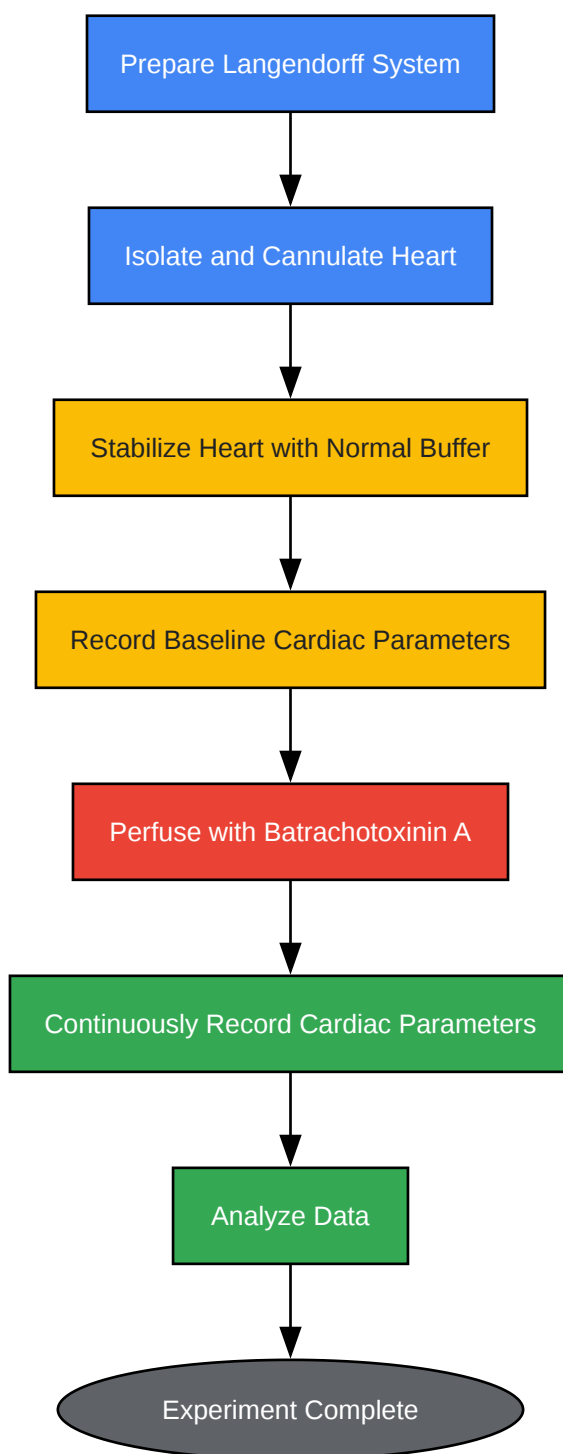 Prepare Langendorff System
Isolate and Cannulate Heart
Stabilize Heart with Normal Buffer
Record Baseline Cardiac Parameters
Perfuse with Batrachotoxinin A
Continuously Record Cardiac Parameters
Analyze Data
Experiment Complete